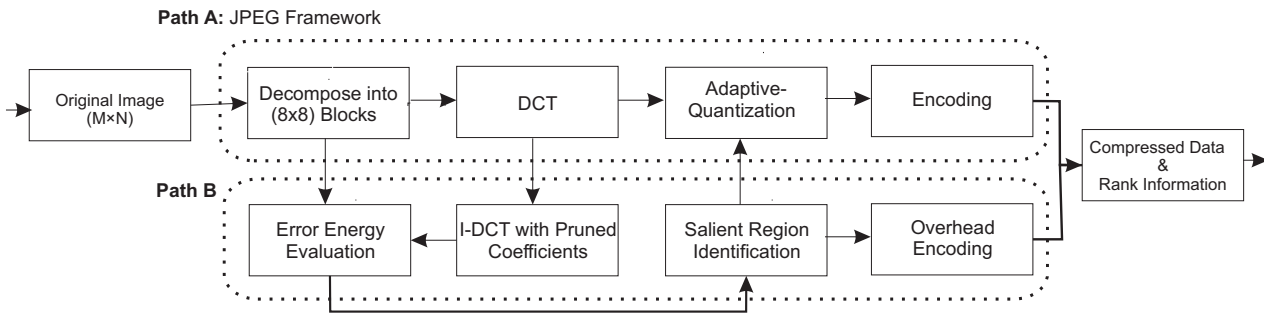 Path A: JPEG Framework
Original Image
(M×N)
Decompose into
(8x8) Blocks
DCT
Adaptive-
Quantization
Encoding
Compressed Data
&
Rank Information
Path B
Error Energy
Evaluation
I-DCT with Pruned
Coefficients
Salient Region
Identification
Overhead
Encoding